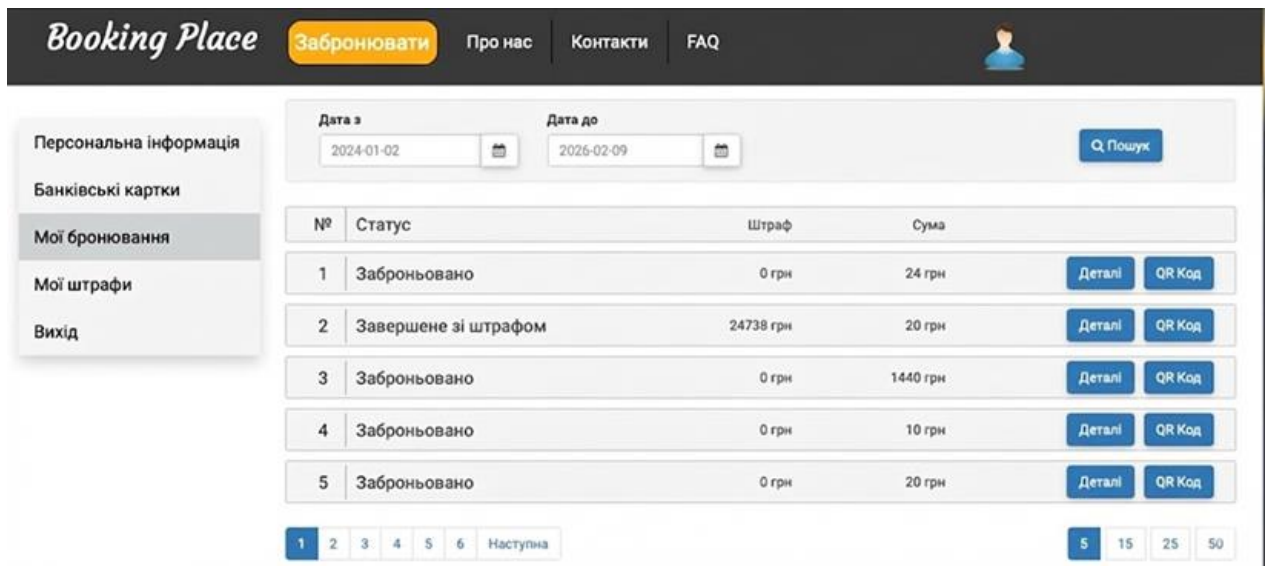 Booking Place Забронювати Про нас Контакти FAQ
Персональна інформація
Банківські картки
Мої бронювання
Мої штрафи
Вихід
Дата з Дата до
2024-01-02 2026-02-09 Пошук
№ Статус Штраф Сума
1 Заброньовано 0 грн 24 грн Деталі QR Код
2 Завершене зі штрафом 24738 грн 20 грн Деталі QR Код
3 Заброньовано 0 грн 1440 грн Деталі QR Код
4 Заброньовано 0 грн 10 грн Деталі QR Код
5 Заброньовано 0 грн 20 грн Деталі QR Код
1 2 3 4 5 6 Наступна 5 15 25 50